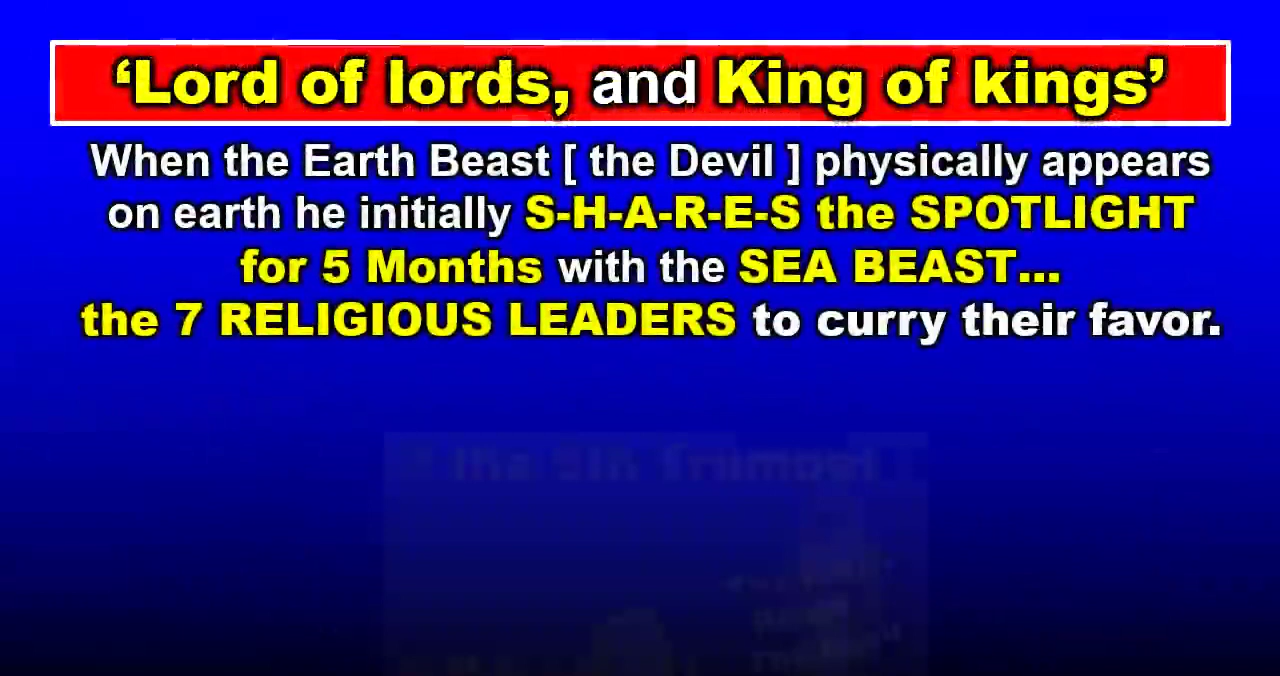 ‘Lord of lords, and King of kings’
When the Earth Beast [ the Devil ] physically appears
on earth he initially S-H-A-R-E-S the SPOTLIGHT
for 5 Months with the SEA BEAST...
the 7 RELIGIOUS LEADERS to curry their favor.